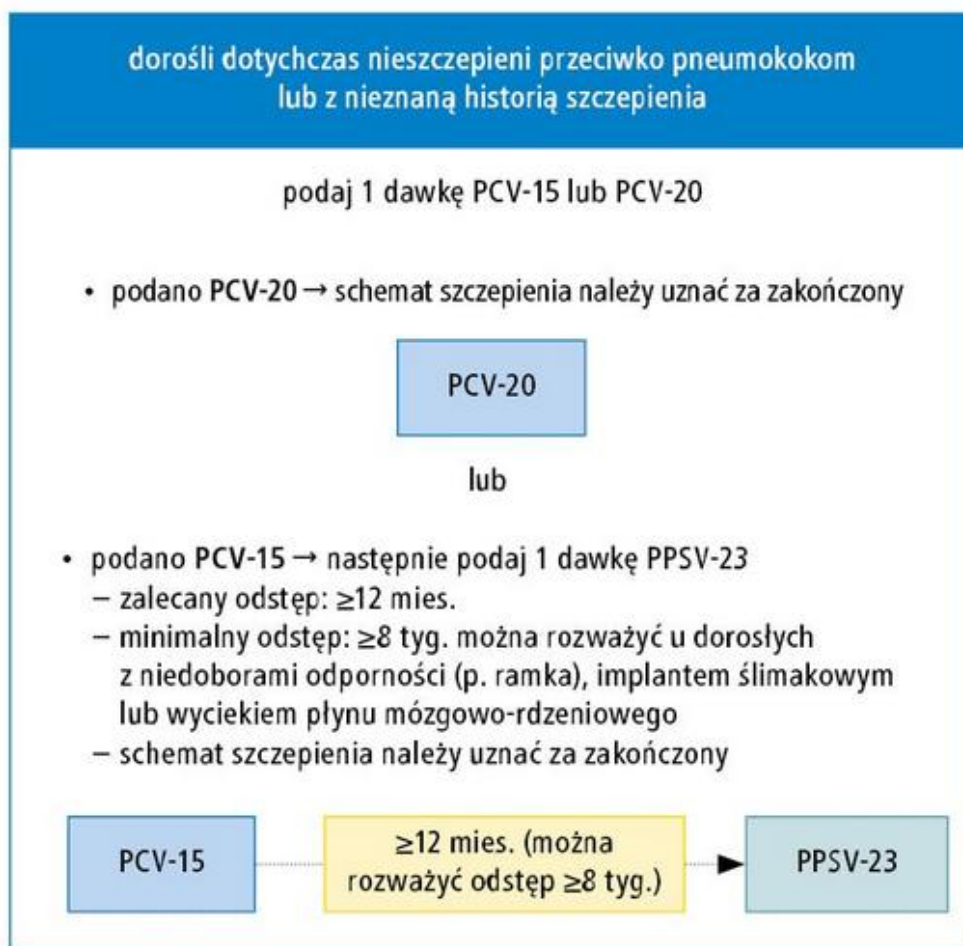 dorośli dotychczas nieszczepieni przeciwko pneumokokom
lub z nieznaną historią szczepienia
podaj 1 dawkę PCV-15 lub PCV-20
• podano PCV-20 → schemat szczepienia należy uznać za zakończony
PCV-20
lub
• podano PCV-15 → następnie podaj 1 dawkę PPSV-23
– zalecany odstęp: ≥12 mies.
– minimalny odstęp: ≥8 tyg. można rozważyć u dorosłych
z niedoborami odporności (p. ramka), implantem ślimakowym
lub wyciekiem płynu mózgowo-rdzeniowego
– schemat szczepienia należy uznać za zakończony
PCV-15
≥12 mies. (można
rozważyć odstęp ≥8 tyg.)
PPSV-23